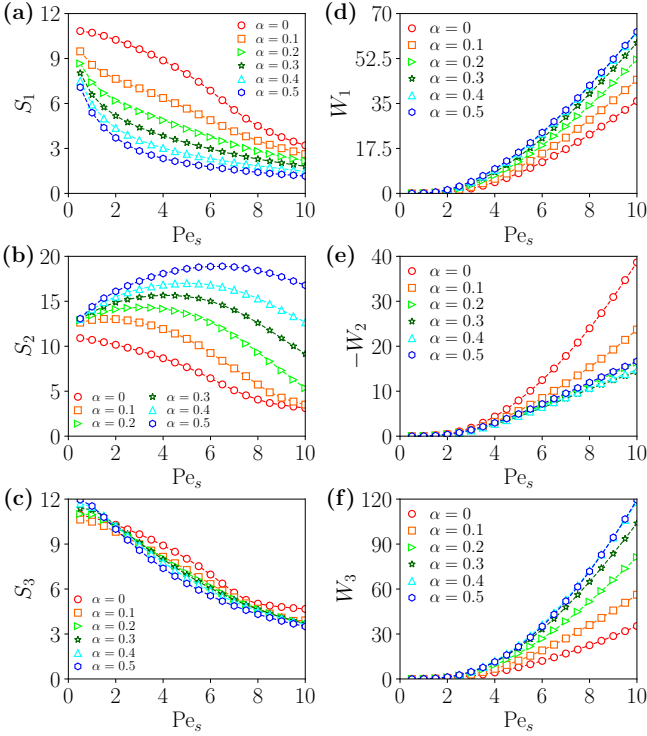 (a)
S₁
12
9
6
3
0
α = 0
α = 0.1
α = 0.2
α = 0.3
α = 0.4
α = 0.5
0 2 4 6 8 10
Peₛ
(d)
W₁
70
52.5
35
17.5
0
α = 0
α = 0.1
α = 0.2
α = 0.3
α = 0.4
α = 0.5
0 2 4 6 8 10
Peₛ
(b)
S₂
20
15
10
5
0
α = 0 α = 0.3
α = 0.1 α = 0.4
α = 0.2 α = 0.5
0 2 4 6 8 10
Peₛ
(e)
−W₂
40
30
20
10
0
α = 0
α = 0.1
α = 0.2
α = 0.3
α = 0.4
α = 0.5
0 2 4 6 8 10
Peₛ
(c)
S₃
12
9
6
3
0
α = 0
α = 0.1
α = 0.2
α = 0.3
α = 0.4
α = 0.5
0 2 4 6 8 10
Peₛ
(f)
W₃
120
90
60
30
0
α = 0
α = 0.1
α = 0.2
α = 0.3
α = 0.4
α = 0.5
0 2 4 6 8 10
Peₛ